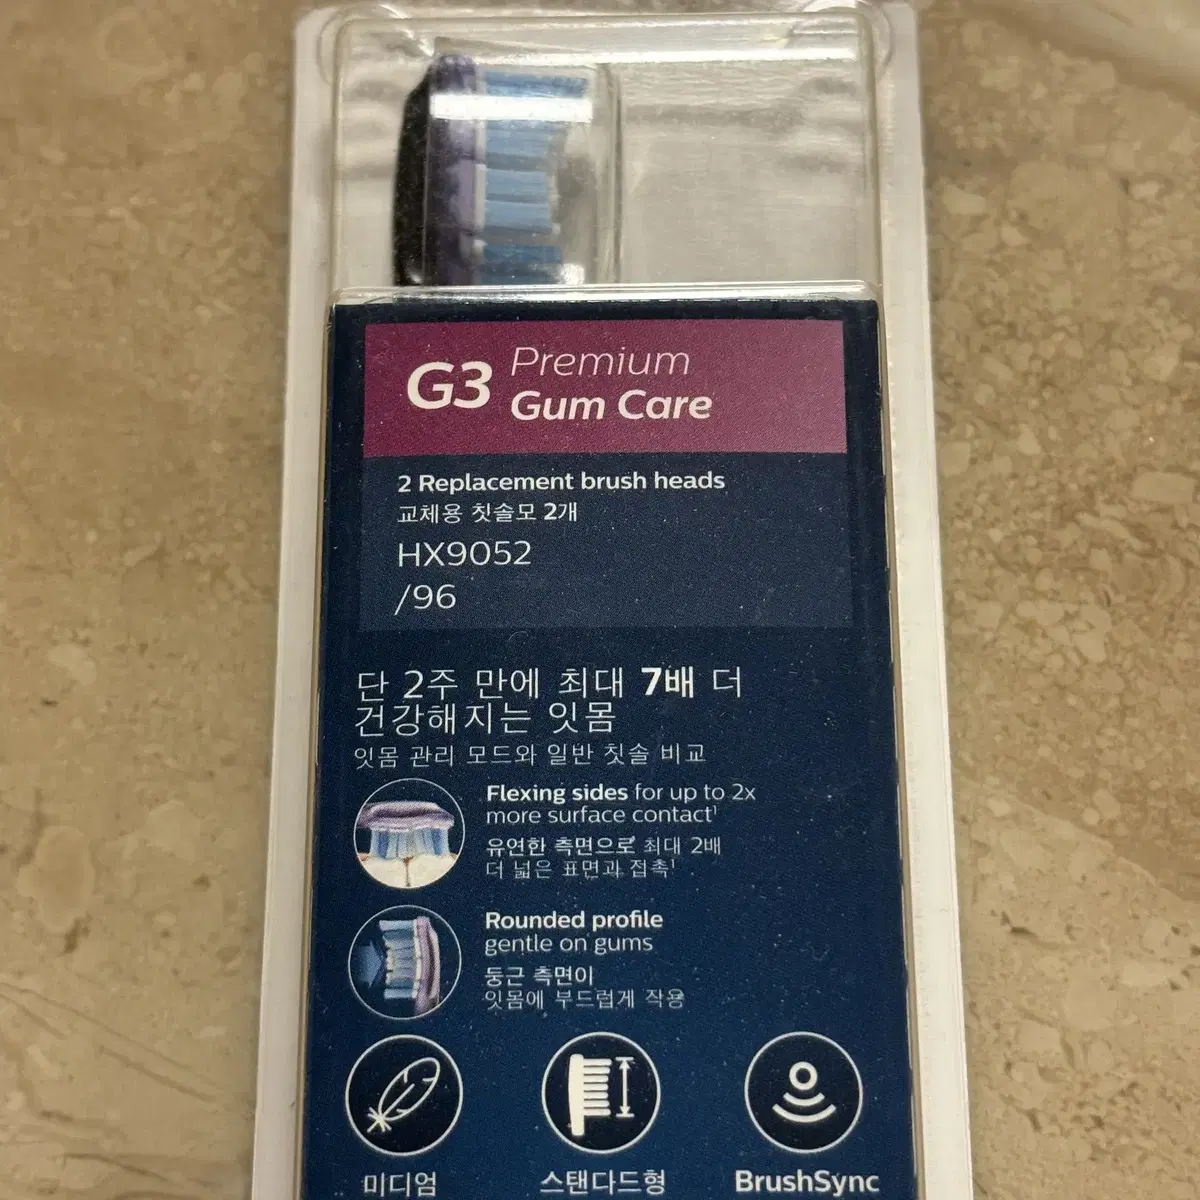 G3 Premium
Gum Care
2 Replacement brush heads
교체용 칫솔모 2개
HX9052
/96
단 2주 만에 최대 7배 더
건강해지는 잇몸
잇몸 관리 모드와 일반 칫솔 비교
Flexing sides for up to 2x
more surface contact¹
유연한 측면으로 최대 2배
더 넓은 표면과 접촉¹
Rounded profile
gentle on gums
둥근 측면이
잇몸에 부드럽게 작용
미디엄
스탠다드형
BrushSync